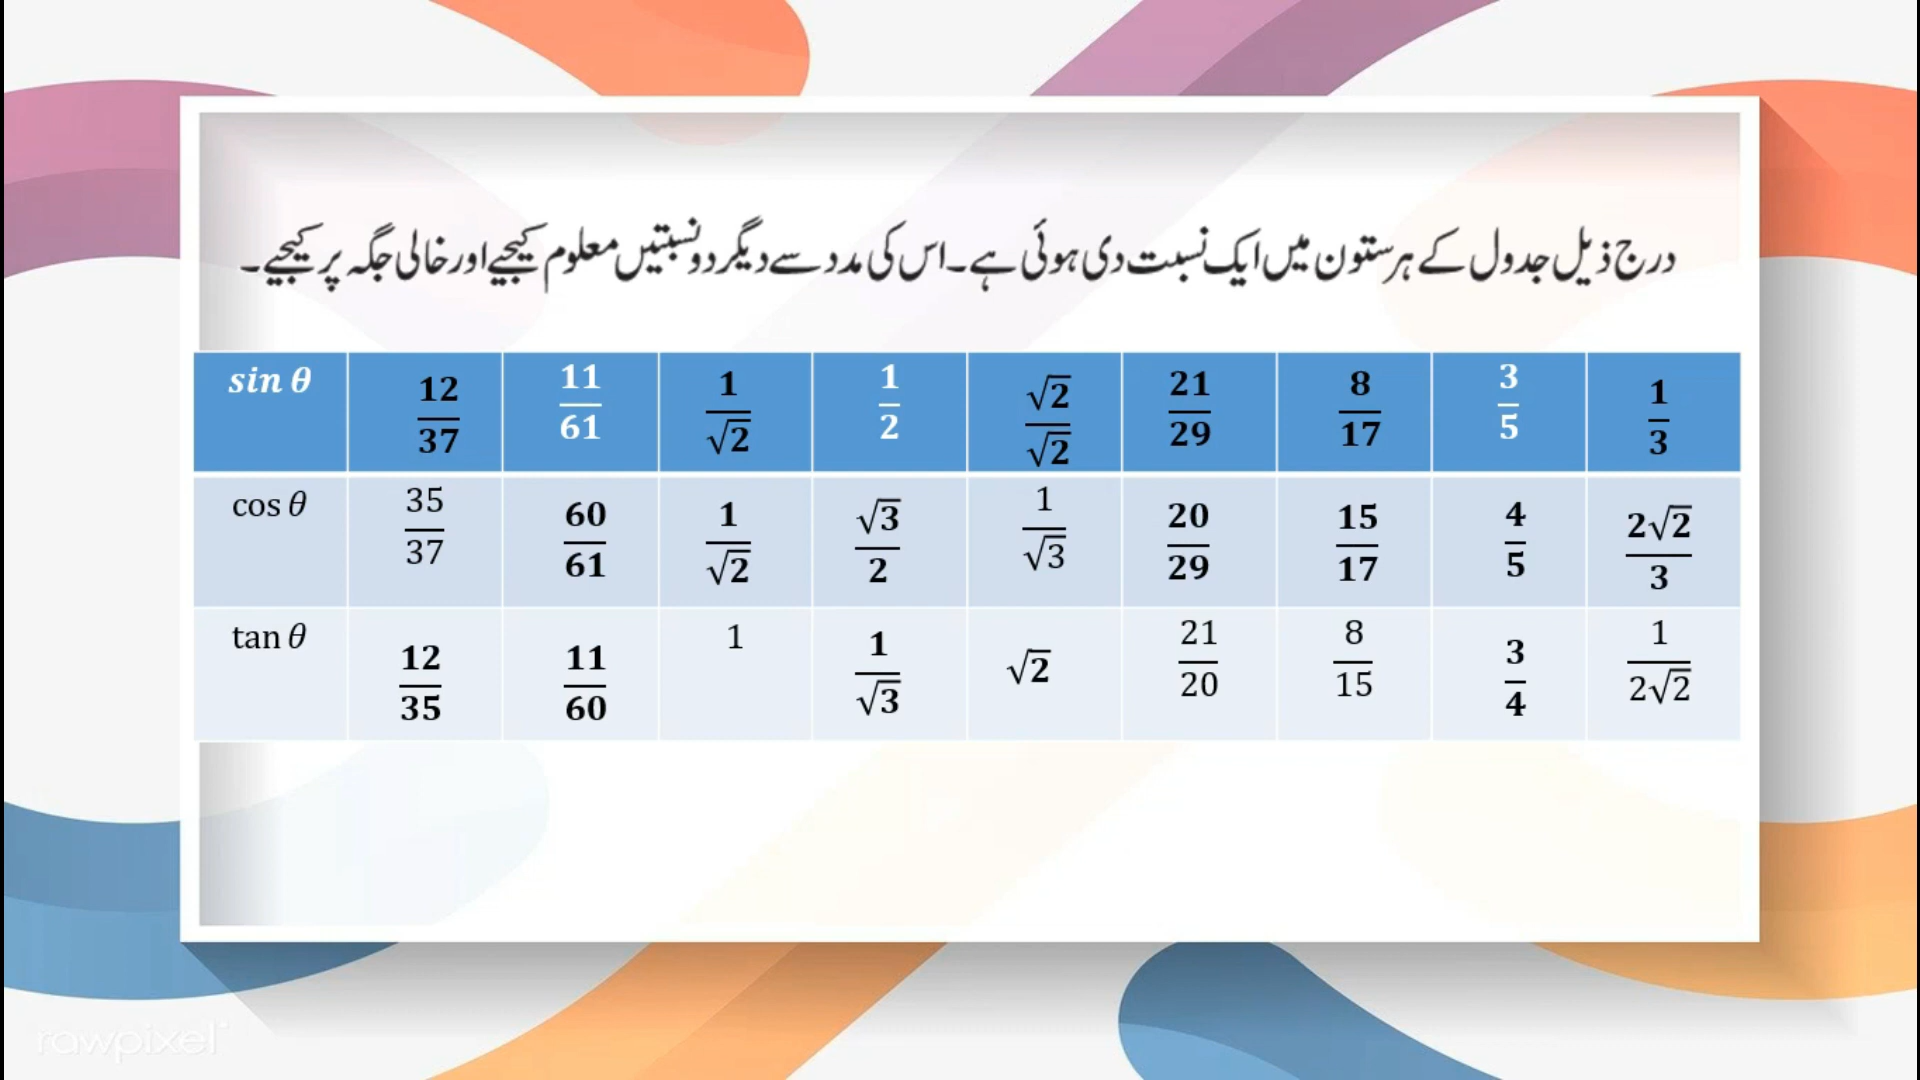 درج ذیل جدول کے ہر ستون میں ایک نسبت دی ہوئی ہے۔ اس کی مدد سے دیگر دو نسبتیں معلوم کیجیے اور خالی جگہ پر کیجیے۔
sin θ 12/37 11/61 1/√2 1/2 √2/√2 21/29 8/17 3/5 1/3
cos θ 35/37 60/61 1/√2 √3/2 1/√3 20/29 15/17 4/5 2√2/3
tan θ 12/35 11/60 1 1/√3 √2 21/20 8/15 3/4 1/2√2
rawpixel